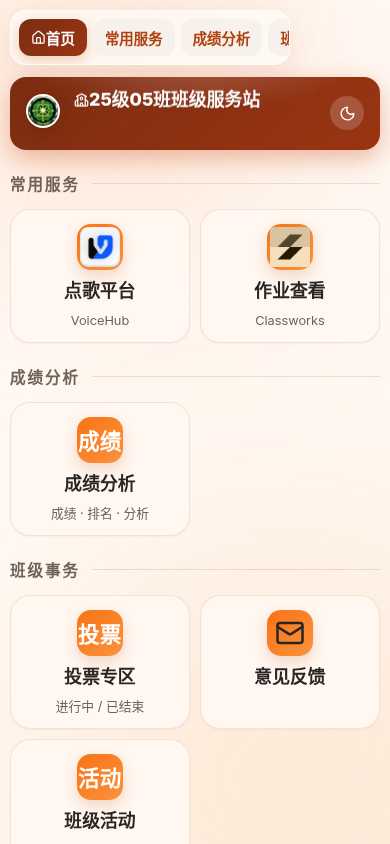 首页
常用服务
成绩分析
25级05班班级服务站
常用服务
点歌平台
VoiceHub
作业查看
Classworks
成绩分析
成绩
成绩分析
成绩 · 排名 · 分析
班级事务
投票
投票专区
进行中 / 已结束
意见反馈
活动
班级活动